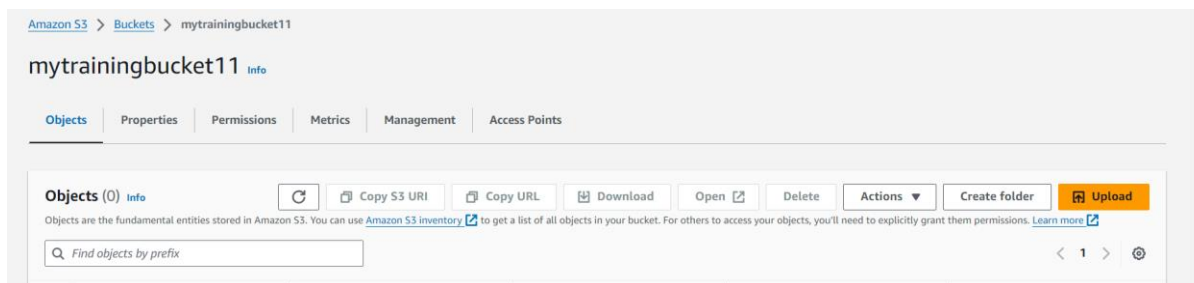 Amazon S3 > Buckets > mytrainingbucket11
mytrainingbucket11 Info
Objects Properties Permissions Metrics Management Access Points
Objects (0) Info Copy S3 URI Copy URL Download Open Delete Actions ▼ Create folder Upload
Objects are the fundamental entities stored in Amazon S3. You can use Amazon S3 inventory to get a list of all objects in your bucket. For others to access your objects, you'll need to explicitly grant them permissions. Learn more
Find objects by prefix < 1 >